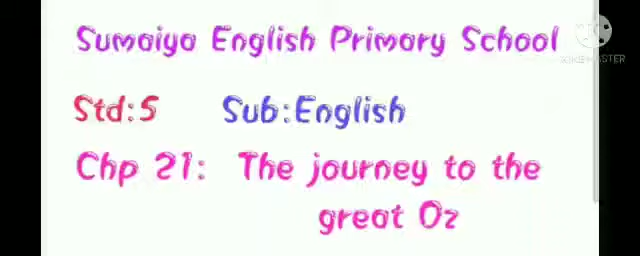 Sumaiya English Primary School
Std:5 Sub:English
Chp 21: The journey to the
great Oz